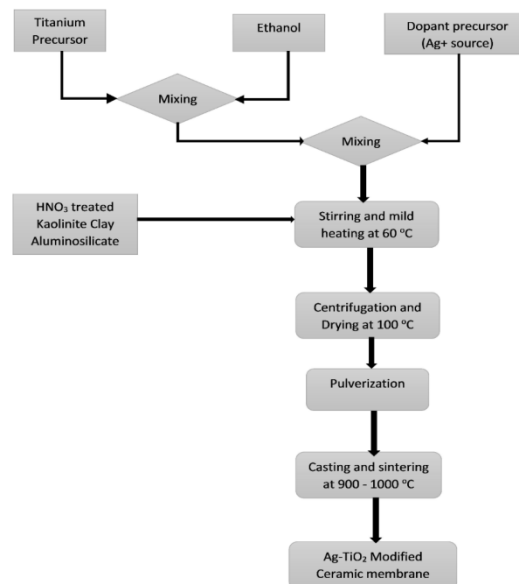 Titanium
Precursor
Ethanol
Dopant precursor
(Ag+ source)
Mixing
Mixing
HNO₃ treated
Kaolinite Clay
Aluminosilicate
Stirring and mild
heating at 60 °C
Centrifugation and
Drying at 100 °C
Pulverization
Casting and sintering
at 900 - 1000 °C
Ag-TiO₂ Modified
Ceramic membrane